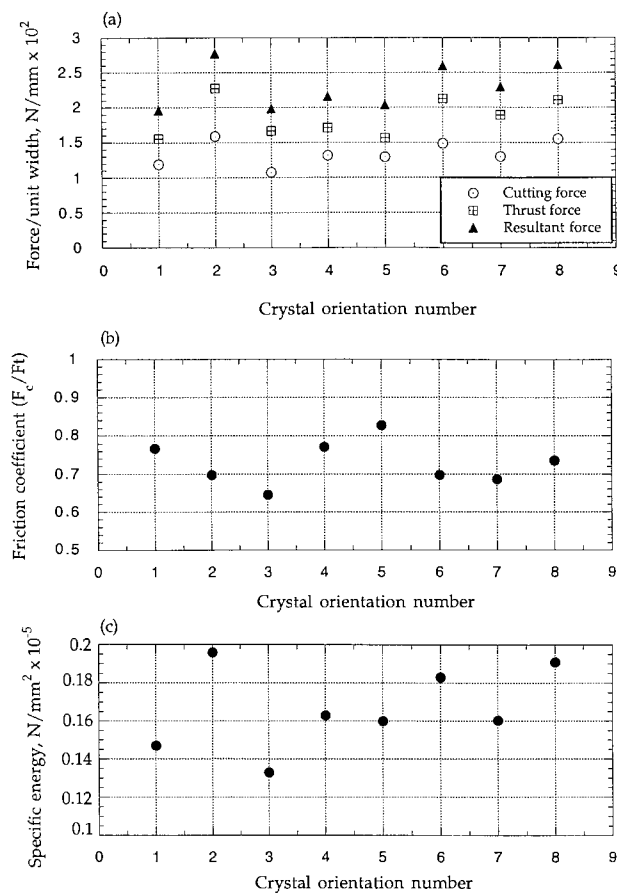 (a)
Force/unit width, N/mm x 10²
3
2.5
2
1.5
1
0.5
0
Cutting force
Thrust force
Resultant force
0 1 2 3 4 5 6 7 8 9
Crystal orientation number
(b)
Friction coefficient (F_c/Ft)
1
0.9
0.8
0.7
0.6
0.5
0 1 2 3 4 5 6 7 8 9
Crystal orientation number
(c)
Specific energy, N/mm² x 10⁻⁵
0.2
0.18
0.16
0.14
0.12
0.1
0 1 2 3 4 5 6 7 8 9
Crystal orientation number